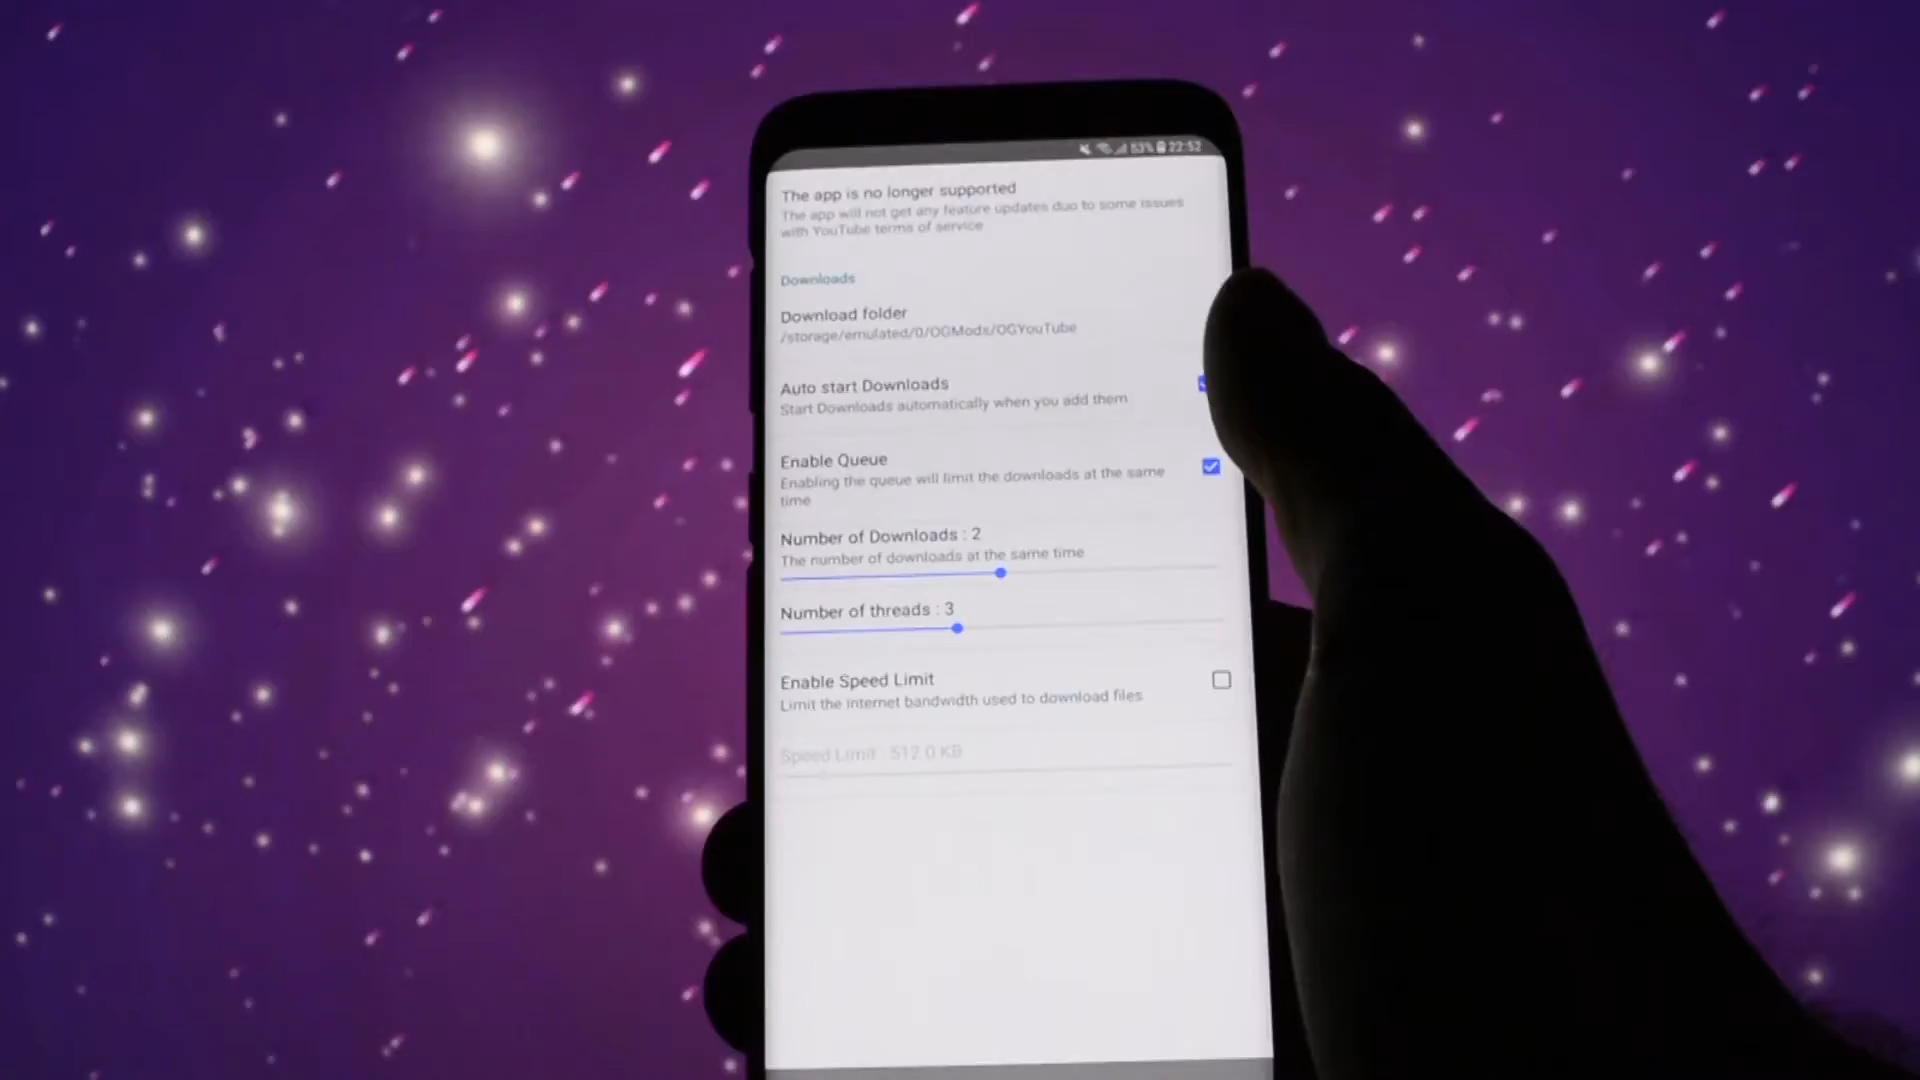 53% 22:52
The app is no longer supported
The app will not get any feature updates duo to some issues
with YouTube terms of service
Downloads
Download folder
/storage/emulated/0/OGMods/OGYouTube
Auto start Downloads
Start Downloads automatically when you add them
Enable Queue
Enabling the queue will limit the downloads at the same
time
Number of Downloads : 2
The number of downloads at the same time
Number of threads : 3
Enable Speed Limit
Limit the internet bandwidth used to download files
Speed Limit : 512.0 KB